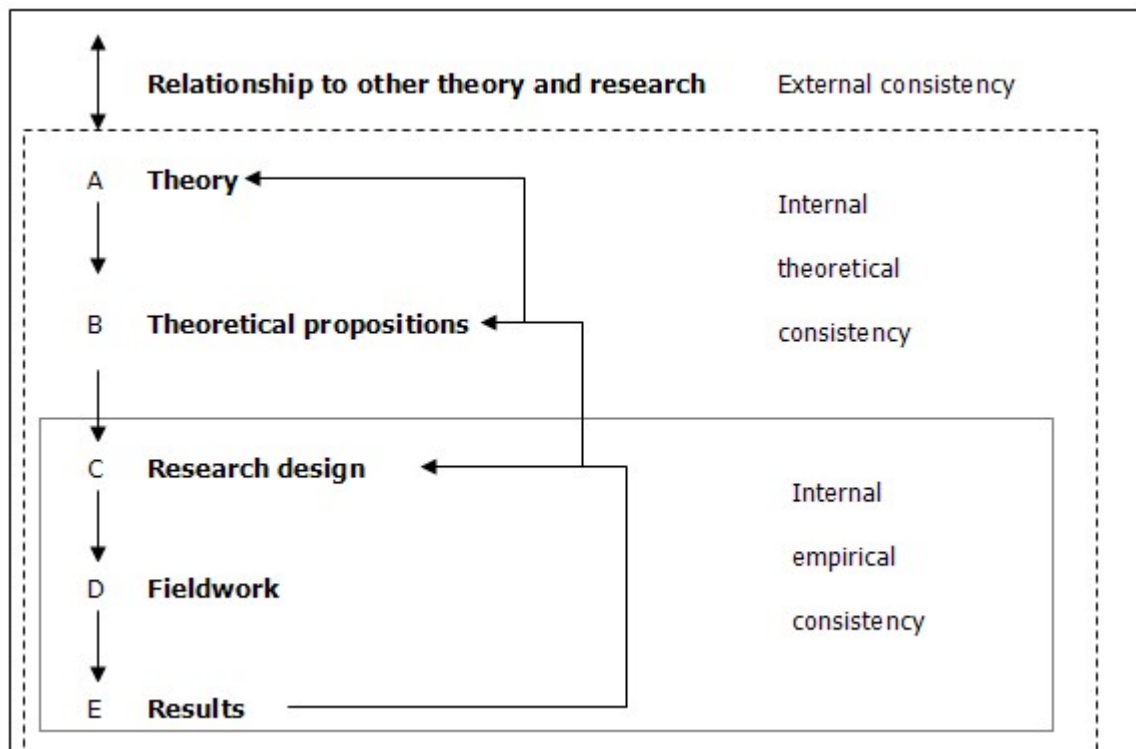 Relationship to other theory and research External consistency
A Theory
Internal
theoretical
B Theoretical propositions
consistency
C Research design
Internal
empirical
D Fieldwork
consistency
E Results